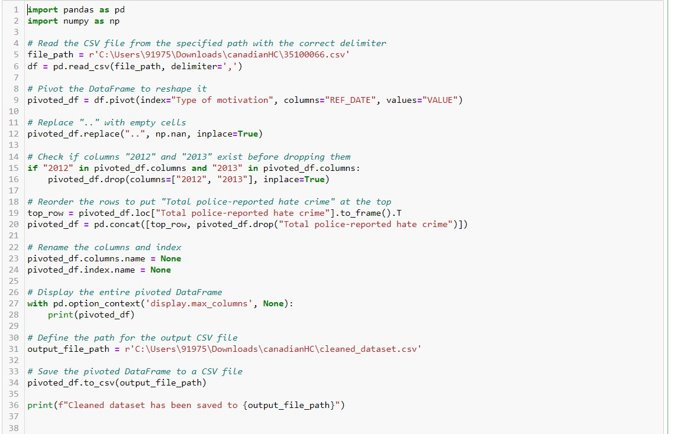 1 import pandas as pd
2 import numpy as np
3
4 # Read the CSV file from the specified path with the correct delimiter
5 file_path = r'C:\Users\91975\Downloads\canadianHC\35100066.csv'
6 df = pd.read_csv(file_path, delimiter=',')
7
8 # Pivot the DataFrame to reshape it
9 pivoted_df = df.pivot(index="Type of motivation", columns="REF_DATE", values="VALUE")
10
11 # Replace ".." with empty cells
12 pivoted_df.replace("..", np.nan, inplace=True)
13
14 # Check if columns "2012" and "2013" exist before dropping them
15 if "2012" in pivoted_df.columns and "2013" in pivoted_df.columns:
16     pivoted_df.drop(columns=["2012", "2013"], inplace=True)
17
18 # Reorder the rows to put "Total police-reported hate crime" at the top
19 top_row = pivoted_df.loc["Total police-reported hate crime"].to_frame().T
20 pivoted_df = pd.concat([top_row, pivoted_df.drop("Total police-reported hate crime")])
21
22 # Rename the columns and index
23 pivoted_df.columns.name = None
24 pivoted_df.index.name = None
25
26 # Display the entire pivoted DataFrame
27 with pd.option_context('display.max_columns', None):
28     print(pivoted_df)
29
30 # Define the path for the output CSV file
31 output_file_path = r'C:\Users\91975\Downloads\canadianHC\cleaned_dataset.csv'
32
33 # Save the pivoted DataFrame to a CSV file
34 pivoted_df.to_csv(output_file_path)
35
36 print(f"Cleaned dataset has been saved to {output_file_path}")
37
38